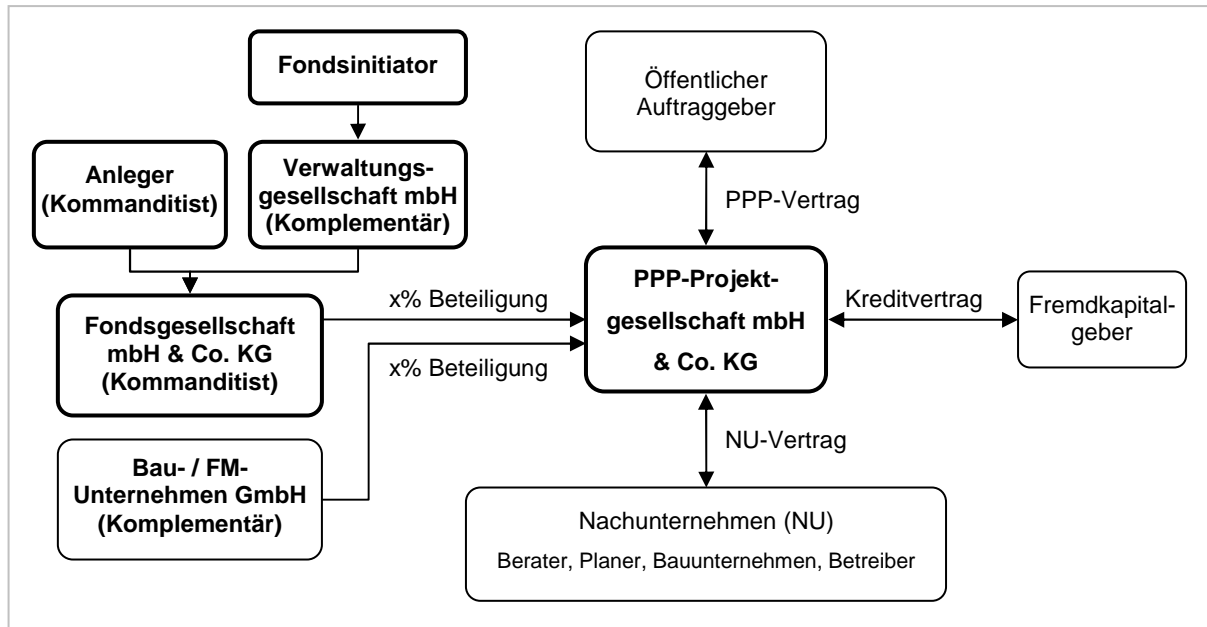 Fondsinitiator
Öffentlicher
Auftraggeber
Anleger
(Kommanditist)
Verwaltungs-
gesellschaft mbH
(Komplementär)
PPP-Vertrag
x% Beteiligung
PPP-Projekt-
gesellschaft mbH
& Co. KG
Kreditvertrag
Fremdkapital-
geber
Fondsgesellschaft
mbH & Co. KG
(Kommanditist)
x% Beteiligung
NU-Vertrag
Bau- / FM-
Unternehmen GmbH
(Komplementär)
Nachunternehmen (NU)
Berater, Planer, Bauunternehmen, Betreiber